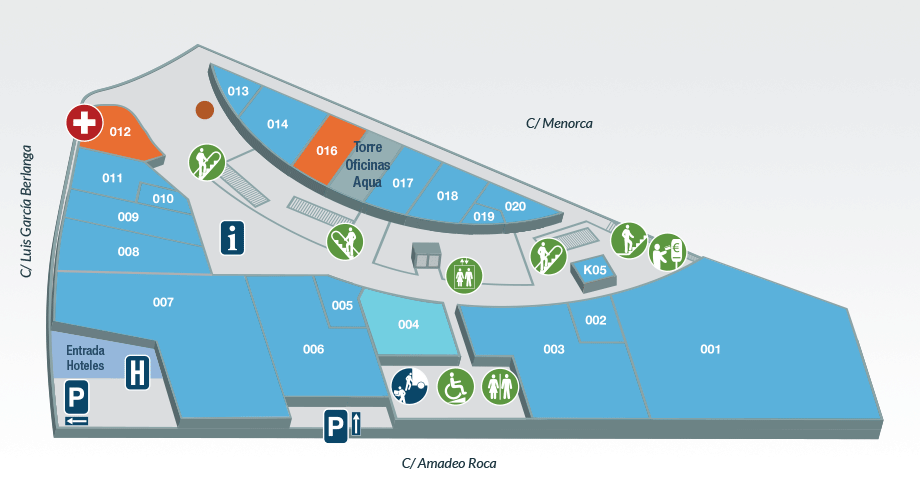 C/ Menorca
C/ Luis García Berlanga
C/ Amadeo Roca
013
014
016
Torre
Oficinas
Aqua
017
018
019
020
012
011
010
009
008
i
K05
€
007
005
006
004
003
002
001
Entrada
Hoteles
H
P
P